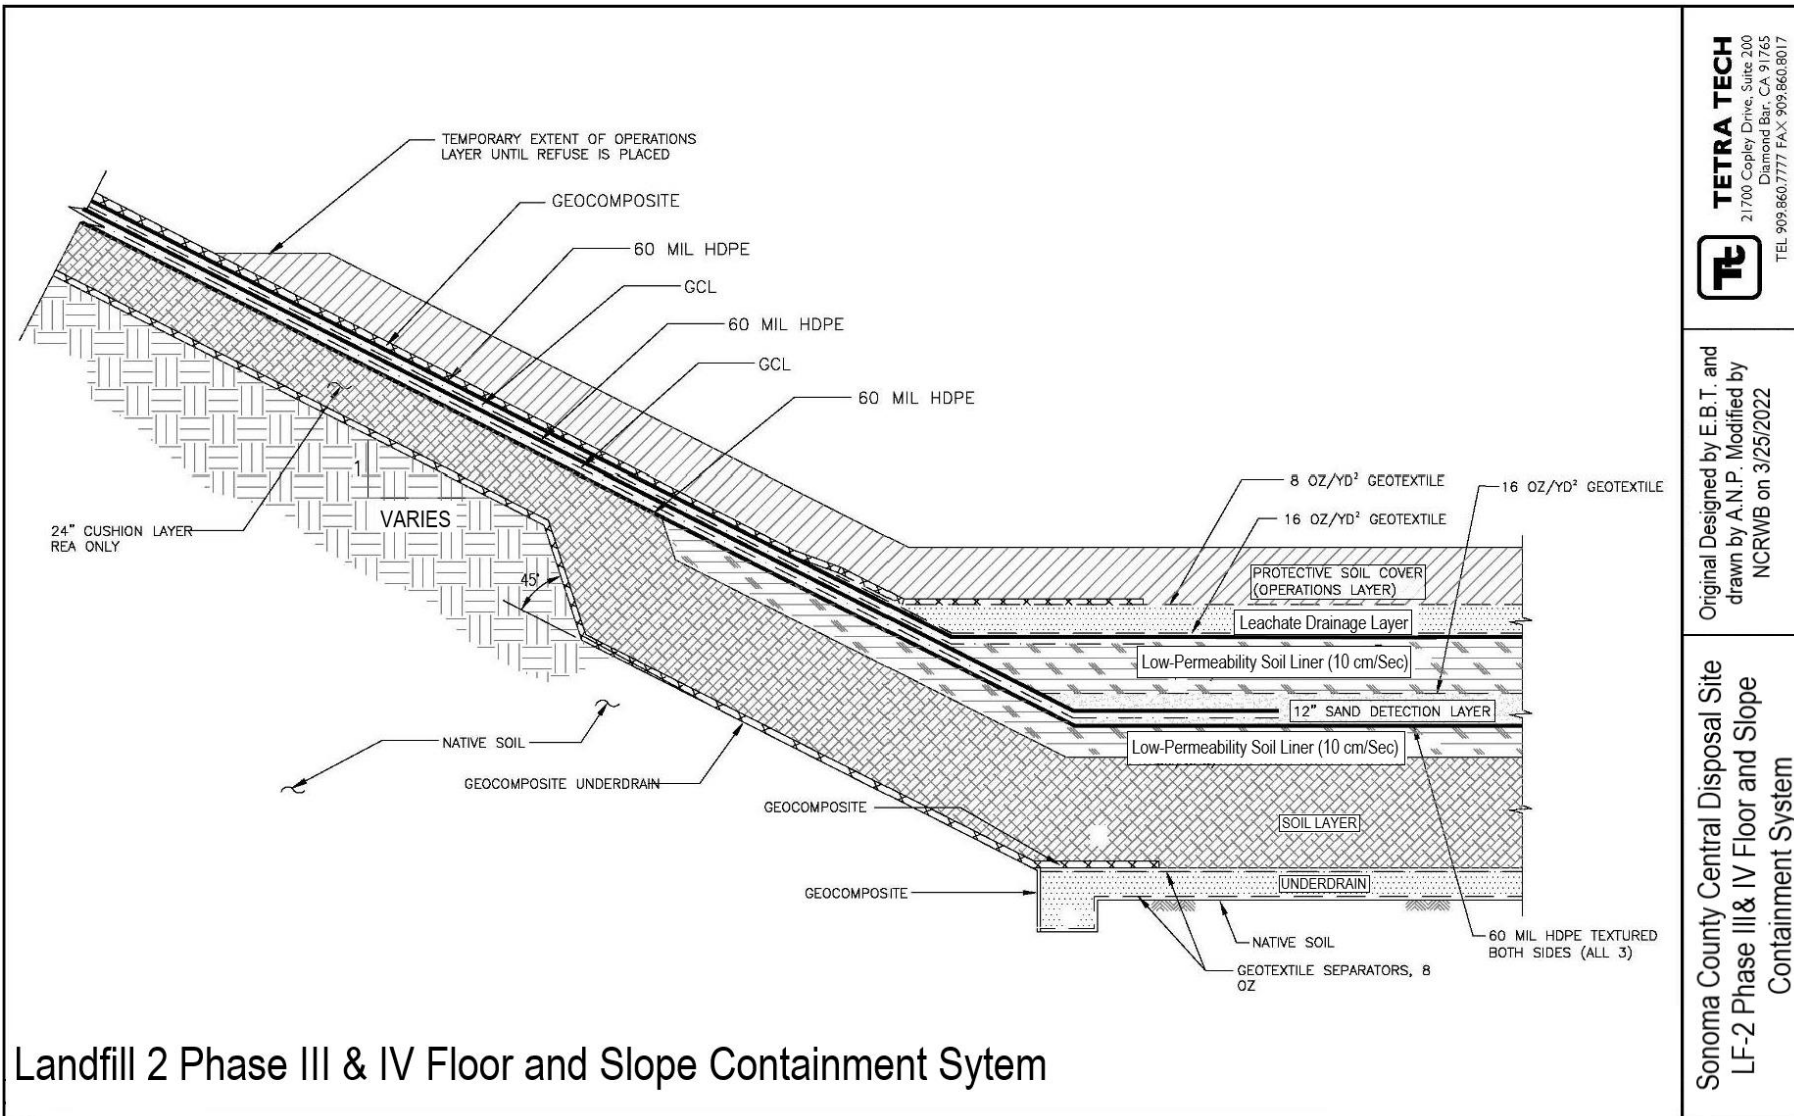 TEMPORARY EXTENT OF OPERATIONS
LAYER UNTIL REFUSE IS PLACED
GEOCOMPOSITE
60 MIL HDPE
GCL
60 MIL HDPE
GCL
60 MIL HDPE
24" CUSHION LAYER
REA ONLY
1
VARIES
45°
8 OZ/YD² GEOTEXTILE
16 OZ/YD² GEOTEXTILE
16 OZ/YD² GEOTEXTILE
PROTECTIVE SOIL COVER
(OPERATIONS LAYER)
Leachate Drainage Layer
Low-Permeability Soil Liner (10 cm/Sec)
12" SAND DETECTION LAYER
Low-Permeability Soil Liner (10 cm/Sec)
NATIVE SOIL
GEOCOMPOSITE UNDERDRAIN
GEOCOMPOSITE
SOIL LAYER
UNDERDRAIN
GEOCOMPOSITE
NATIVE SOIL
GEOTEXTILE SEPARATORS, 8
OZ
60 MIL HDPE TEXTURED
BOTH SIDES (ALL 3)
Landfill 2 Phase III & IV Floor and Slope Containment Sytem
Tt
TETRA TECH
21700 Copley Drive, Suite 200
Diamond Bar, CA 91765
TEL 909.860.7777 FAX 909.860.8017
Original Designed by E.B.T. and
drawn by A.N.P. Modified by
NCRWB on 3/25/2022
Sonoma County Central Disposal Site
LF-2 Phase III& IV Floor and Slope
Containment System